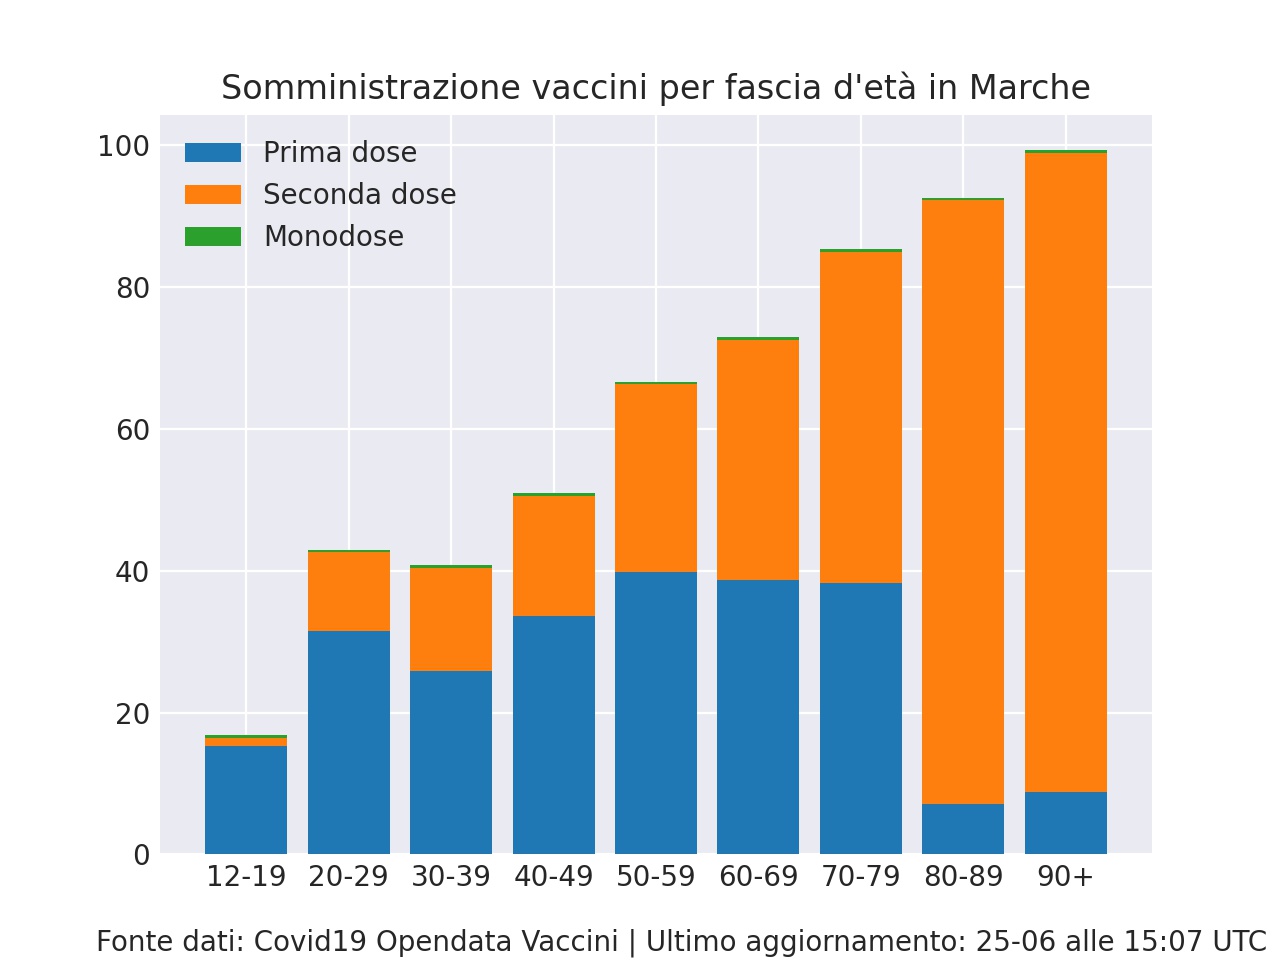 Somministrazione vaccini per fascia d'età in Marche
Prima dose
Seconda dose
Monodose
100
80
60
40
20
0
12-19 20-29 30-39 40-49 50-59 60-69 70-79 80-89 90+
Fonte dati: Covid19 Opendata Vaccini | Ultimo aggiornamento: 25-06 alle 15:07 UTC